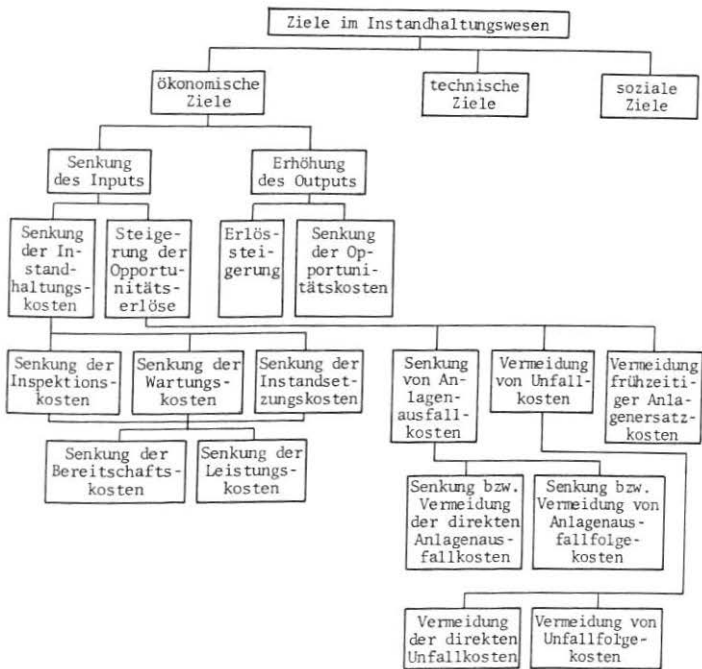 Ziele im Instandhaltungswesen
ökonomische
Ziele
technische
Ziele
soziale
Ziele
Senkung
des Inputs
Erhöhung
des Outputs
Senkung
der In-
stand-
haltungs-
kosten
Steige-
rung der
Opportu-
nitäts-
erlöse
Erlös-
stei-
gerung
Senkung
der Op-
portuni-
tätskosten
Senkung der
Inspektions-
kosten
Senkung der
Wartungs-
kosten
Senkung der
Instandset-
zungskosten
Senkung
von An-
lagen-
ausfall-
kosten
Vermeidung
von Unfall-
kosten
Vermeidung
frühzeiti-
ger Anla-
genersatz-
kosten
Senkung der
Bereitschafts-
kosten
Senkung der
Leistungs-
kosten
Senkung bzw.
Vermeidung
der direkten
Anlagenaus-
fallkosten
Senkung bzw.
Vermeidung von
Anlagenaus-
fallfolge-
kosten
Vermeidung
der direkten
Unfallkosten
Vermeidung von
Unfallfolge-
kosten